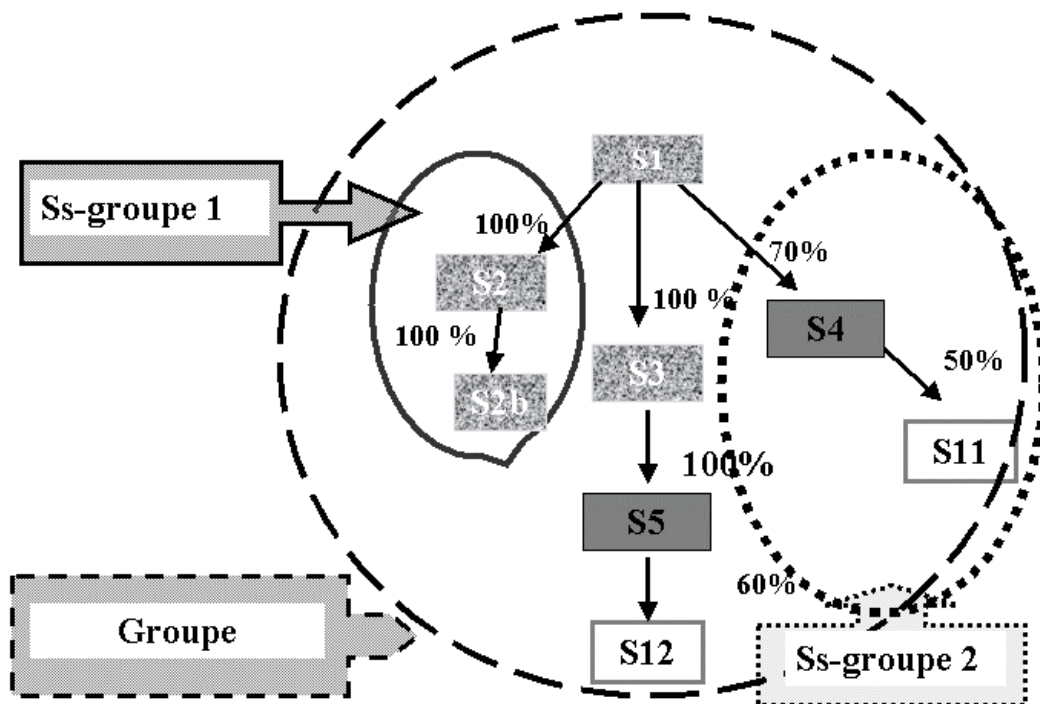 S1
Ss-groupe 1
100%
70%
S2
100 %
S4
100 %
S3
50%
S2b
S11
100%
S5
60%
Groupe
S12
Ss-groupe 2